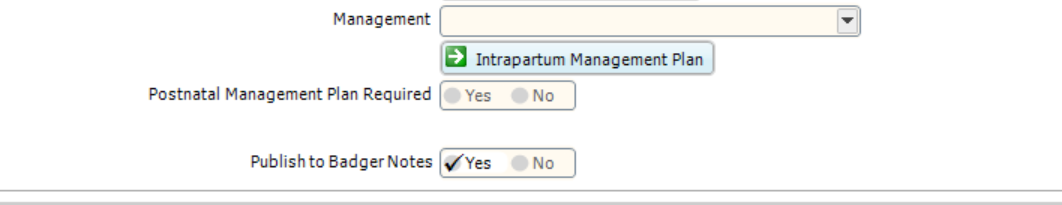 Management
Intrapartum Management Plan
Postnatal Management Plan Required Yes No
Publish to Badger Notes Yes No